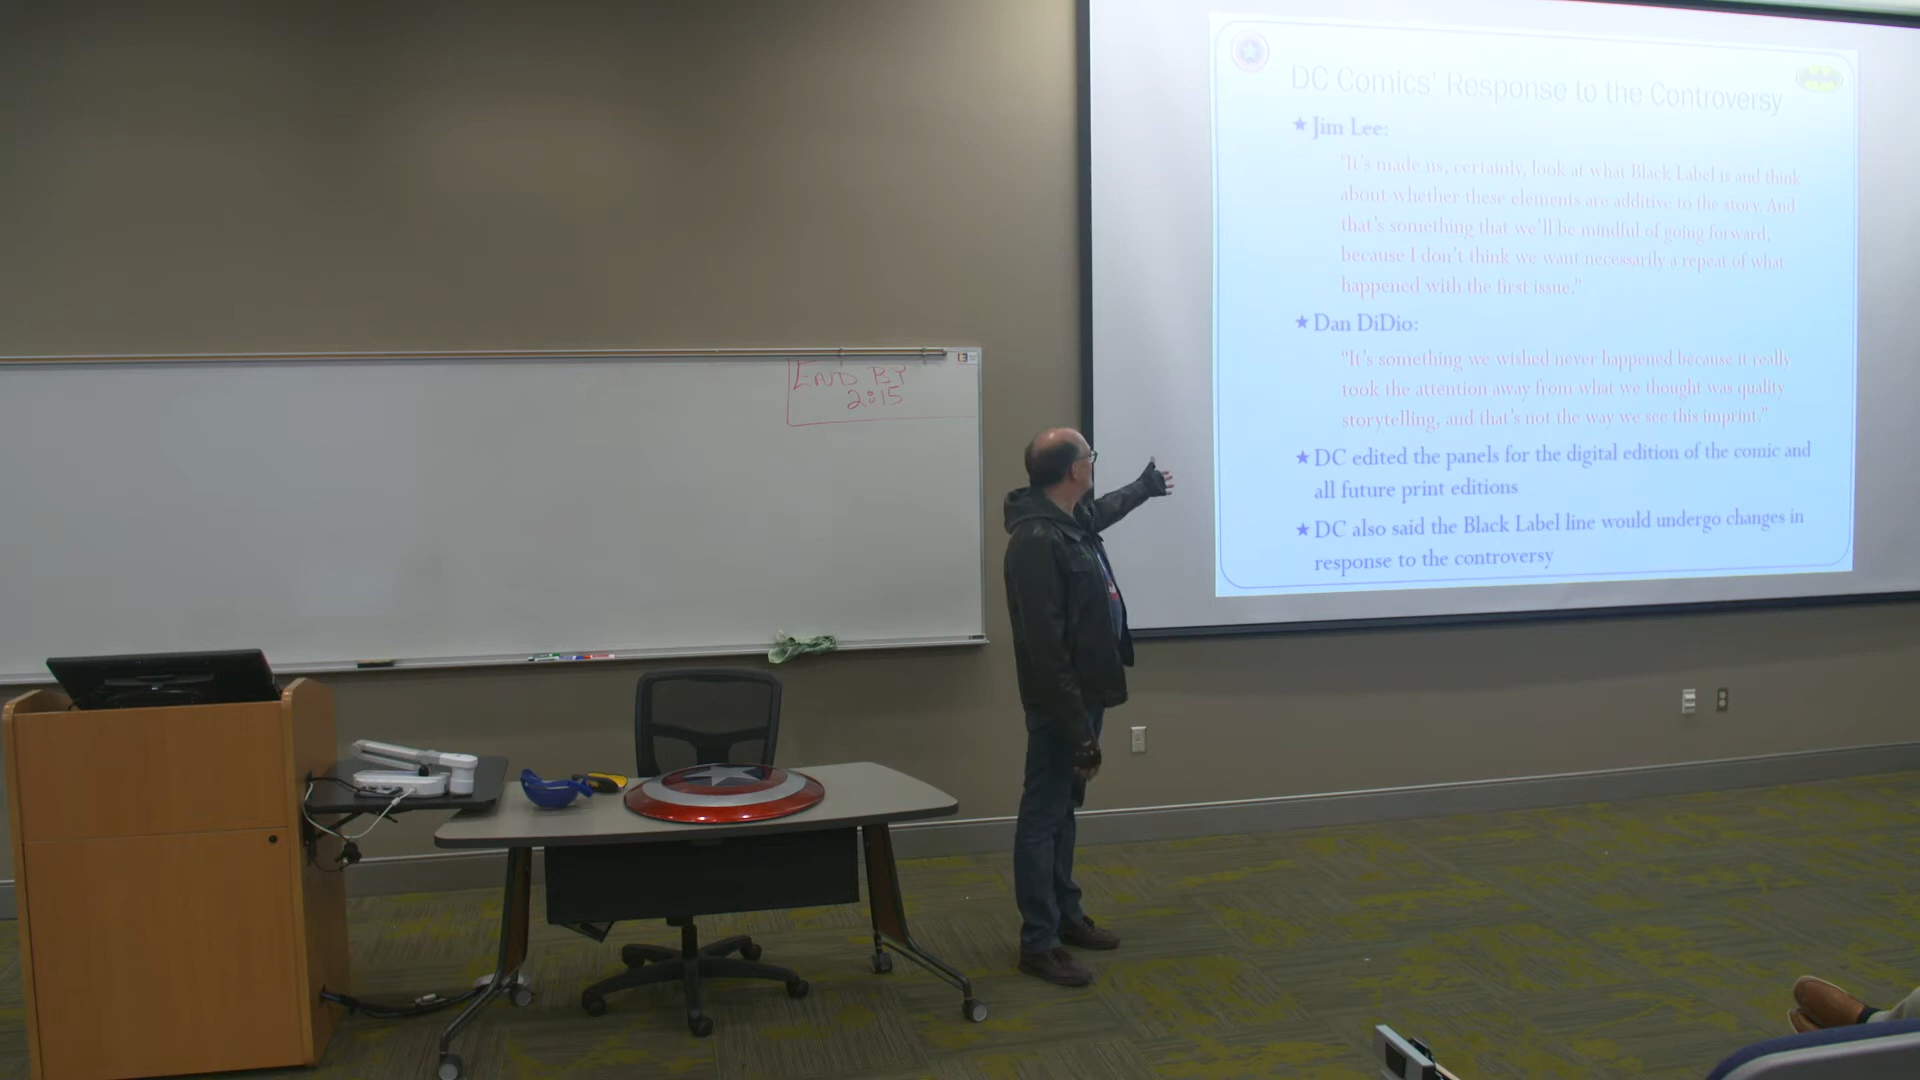 END BY
2:15
DC Comics' Response to the Controversy
★ Jim Lee:
"It's made us, certainly, look at what Black Label is and think
about whether these elements are additive to the story. And
that's something that we'll be mindful of going forward,
because I don't think we want necessarily a repeat of what
happened with the first issue."
★ Dan DiDio:
"It's something we wished never happened because it really
took the attention away from what we thought was quality
storytelling, and that's not the way we see this imprint."
★ DC edited the panels for the digital edition of the comic and
all future print editions
★ DC also said the Black Label line would undergo changes in
response to the controversy